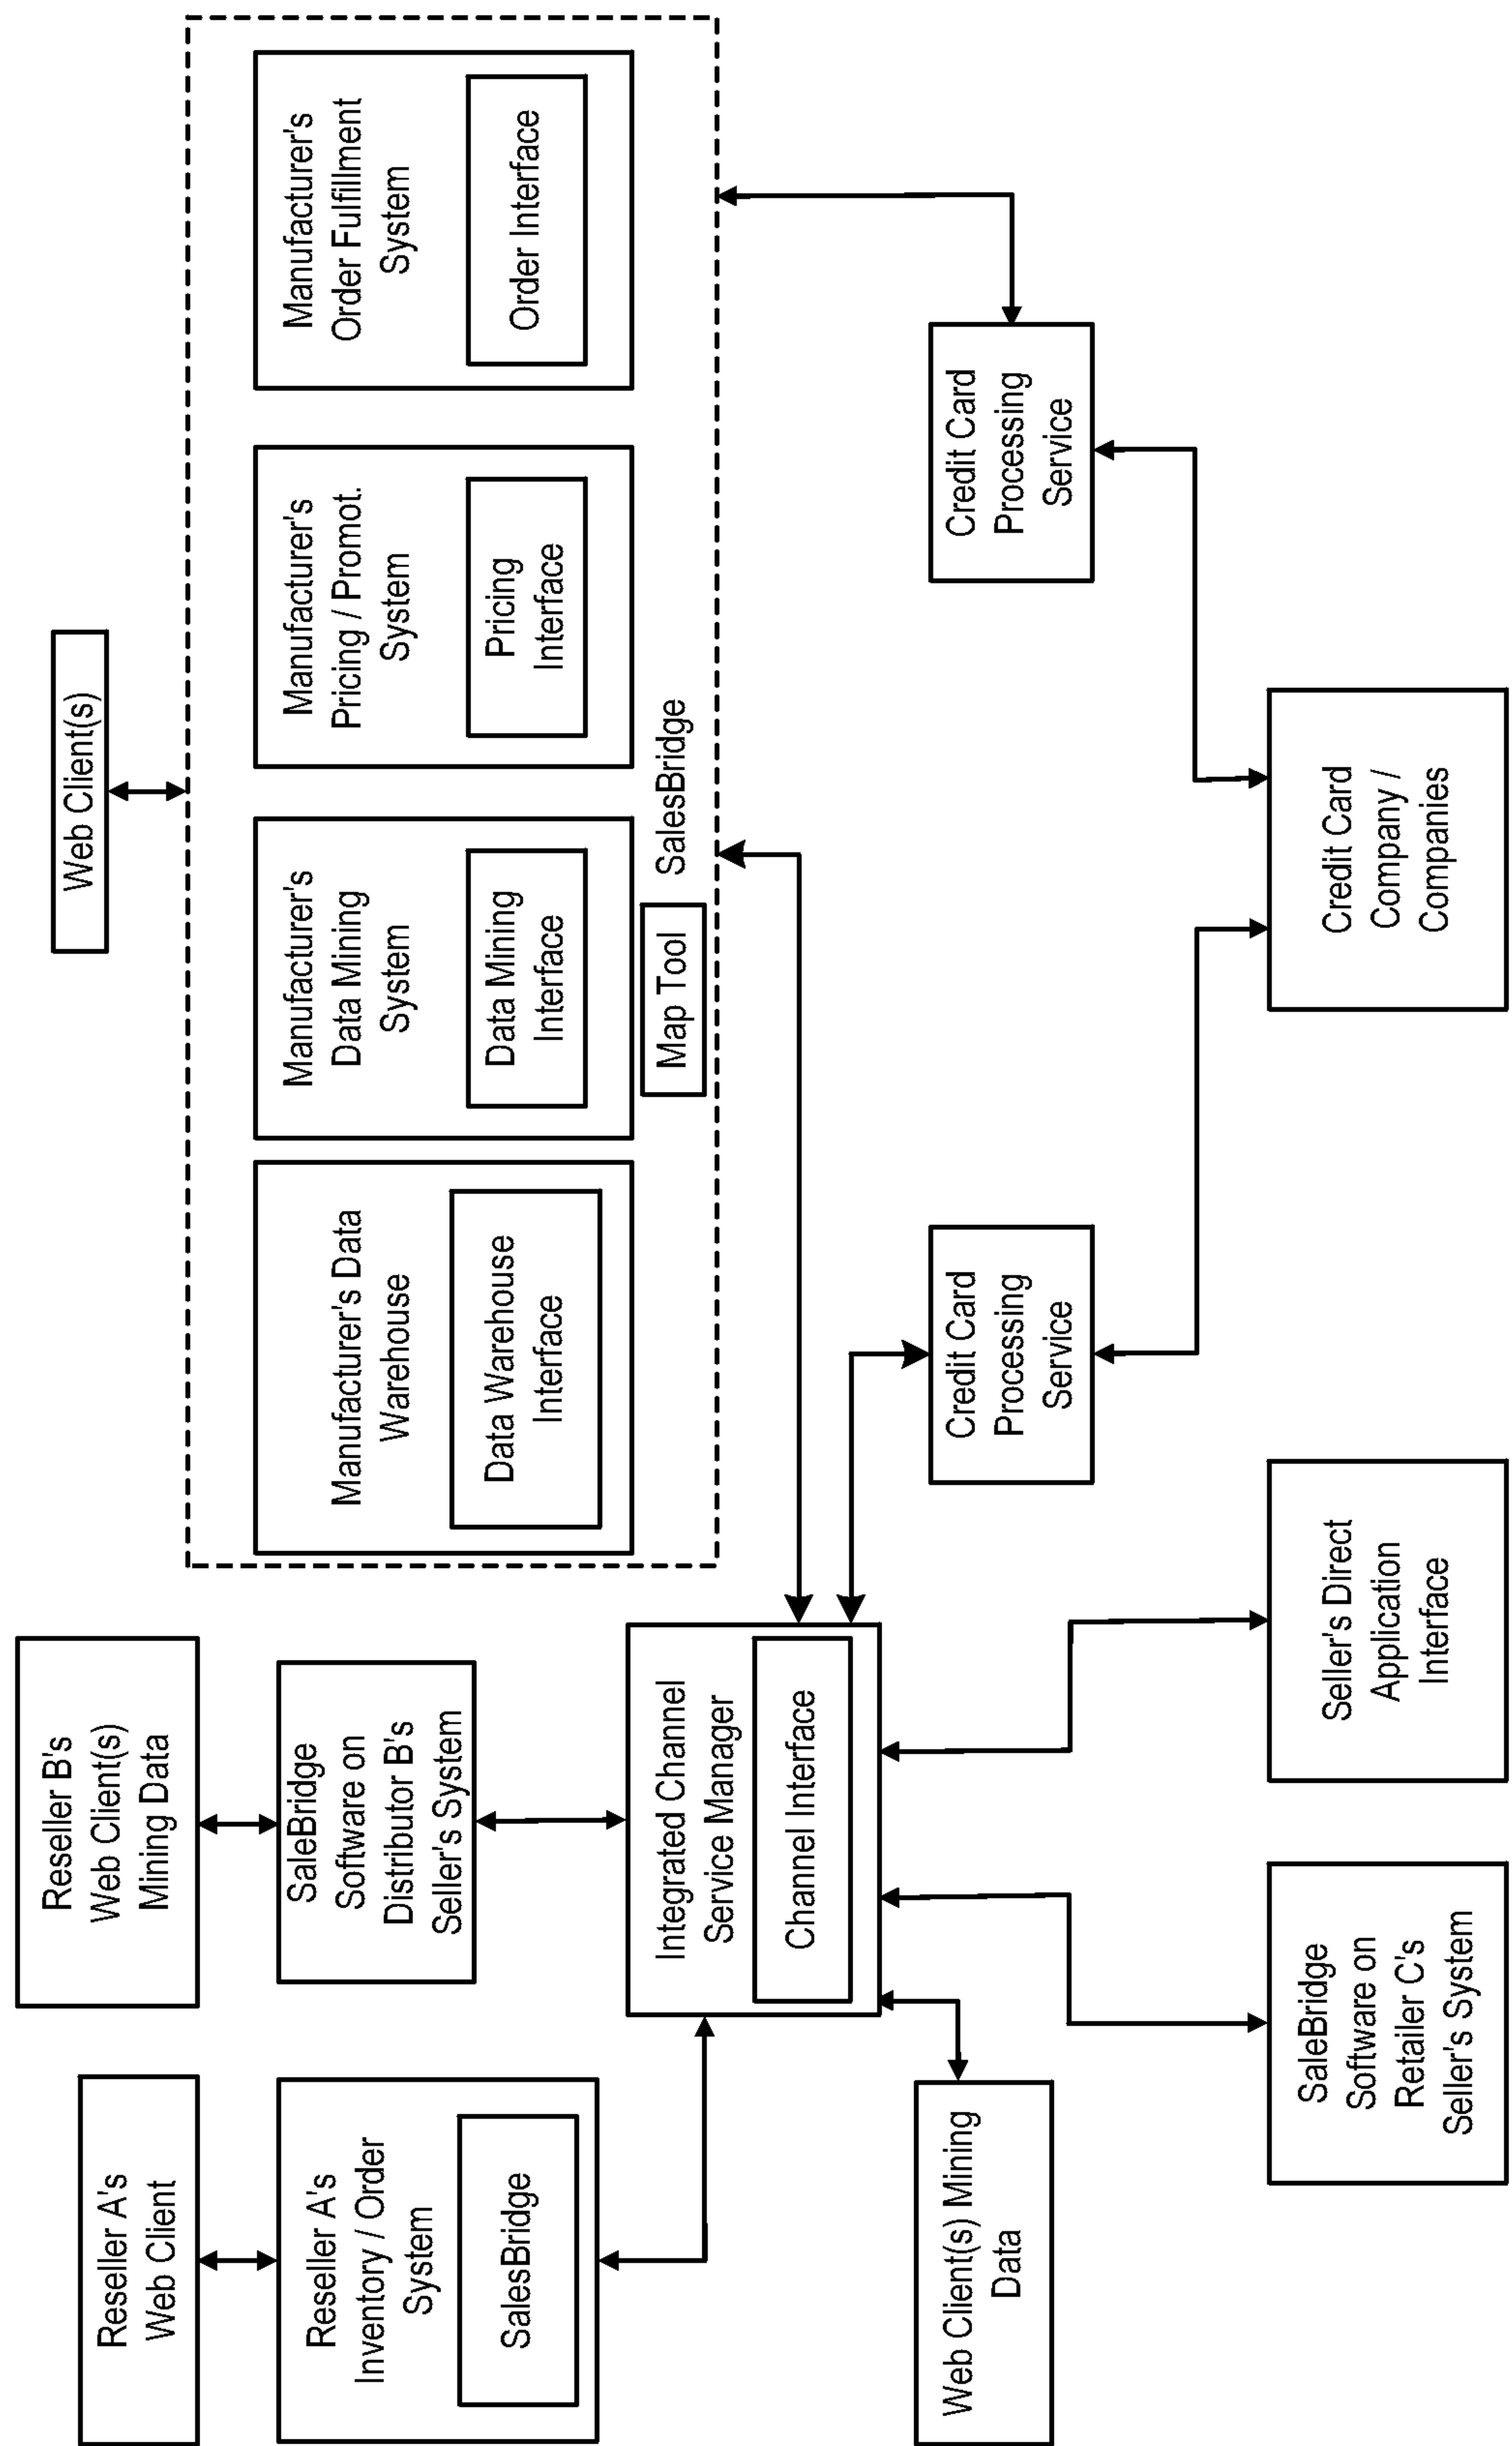 Reseller A's
Web Client
Reseller B's
Web Client(s)
Mining Data
Web Client(s)
Reseller A's
Inventory / Order
System
SalesBridge
SaleBridge
Software on
Distributor B's
Seller's System
Manufacturer's Data
Warehouse
Data Warehouse
Interface
Manufacturer's
Data Mining
System
Data Mining
Interface
Manufacturer's
Pricing / Promot.
System
Pricing
Interface
Manufacturer's
Order Fulfillment
System
Order Interface
Map Tool
SalesBridge
Integrated Channel
Service Manager
Channel Interface
Web Client(s) Mining
Data
Credit Card
Processing
Service
Credit Card
Processing
Service
SaleBridge
Software on
Retailer C's
Seller's System
Seller's Direct
Application
Interface
Credit Card
Company /
Companies